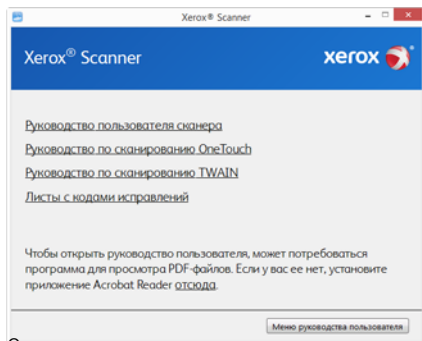 Xerox® Scanner
Xerox® Scanner
xerox
Руководство пользователя сканера
Руководство по сканированию OneTouch
Руководство по сканированию TWAIN
Листы с кодами исправлений
Чтобы открыть руководство пользователя, может потребоваться
программа для просмотра PDF-файлов. Если у вас ее нет, установите
приложение Acrobat Reader отсюда.
Меню руководства пользователя